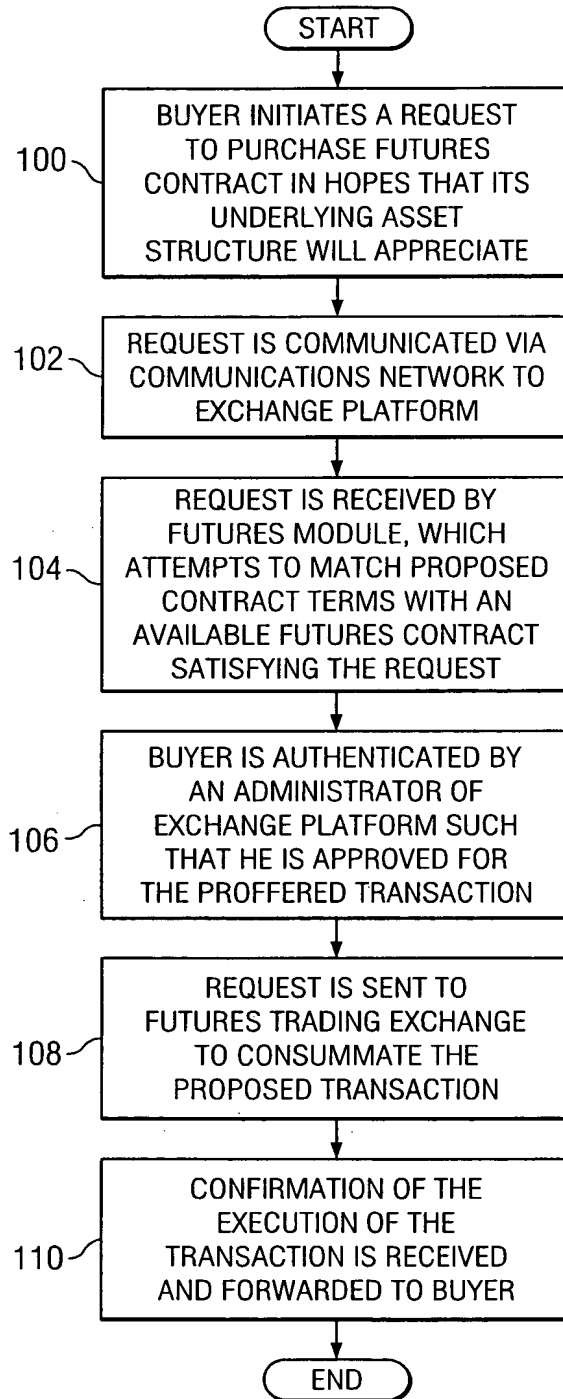 START
BUYER INITIATES A REQUEST
TO PURCHASE FUTURES
100
CONTRACT IN HOPES THAT ITS
UNDERLYING ASSET
STRUCTURE WILL APPRECIATE
REQUEST IS COMMUNICATED VIA
102
COMMUNICATIONS NETWORK TO
EXCHANGE PLATFORM
REQUEST IS RECEIVED BY
FUTURES MODULE, WHICH
104
ATTEMPTS TO MATCH PROPOSED
CONTRACT TERMS WITH AN
AVAILABLE FUTURES CONTRACT
SATISFYING THE REQUEST
BUYER IS AUTHENTICATED BY
AN ADMINISTRATOR OF
106
EXCHANGE PLATFORM SUCH
THAT HE IS APPROVED FOR
THE PROFFERED TRANSACTION
REQUEST IS SENT TO
FUTURES TRADING EXCHANGE
108
TO CONSUMMATE THE
PROPOSED TRANSACTION
CONFIRMATION OF THE
EXECUTION OF THE
110
TRANSACTION IS RECEIVED
AND FORWARDED TO BUYER
END